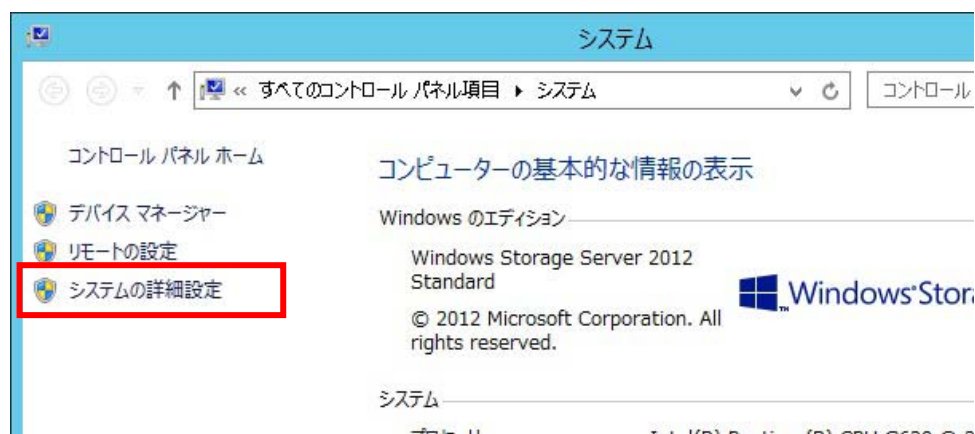 システム
« すべてのコントロール パネル項目 ▸ システム
コントロール
コントロール パネル ホーム
コンピューターの基本的な情報の表示
デバイス マネージャー
Windows のエディション
リモートの設定
Windows Storage Server 2012
Standard
システムの詳細設定
Windows
© 2012 Microsoft Corporation. All
rights reserved.
システム